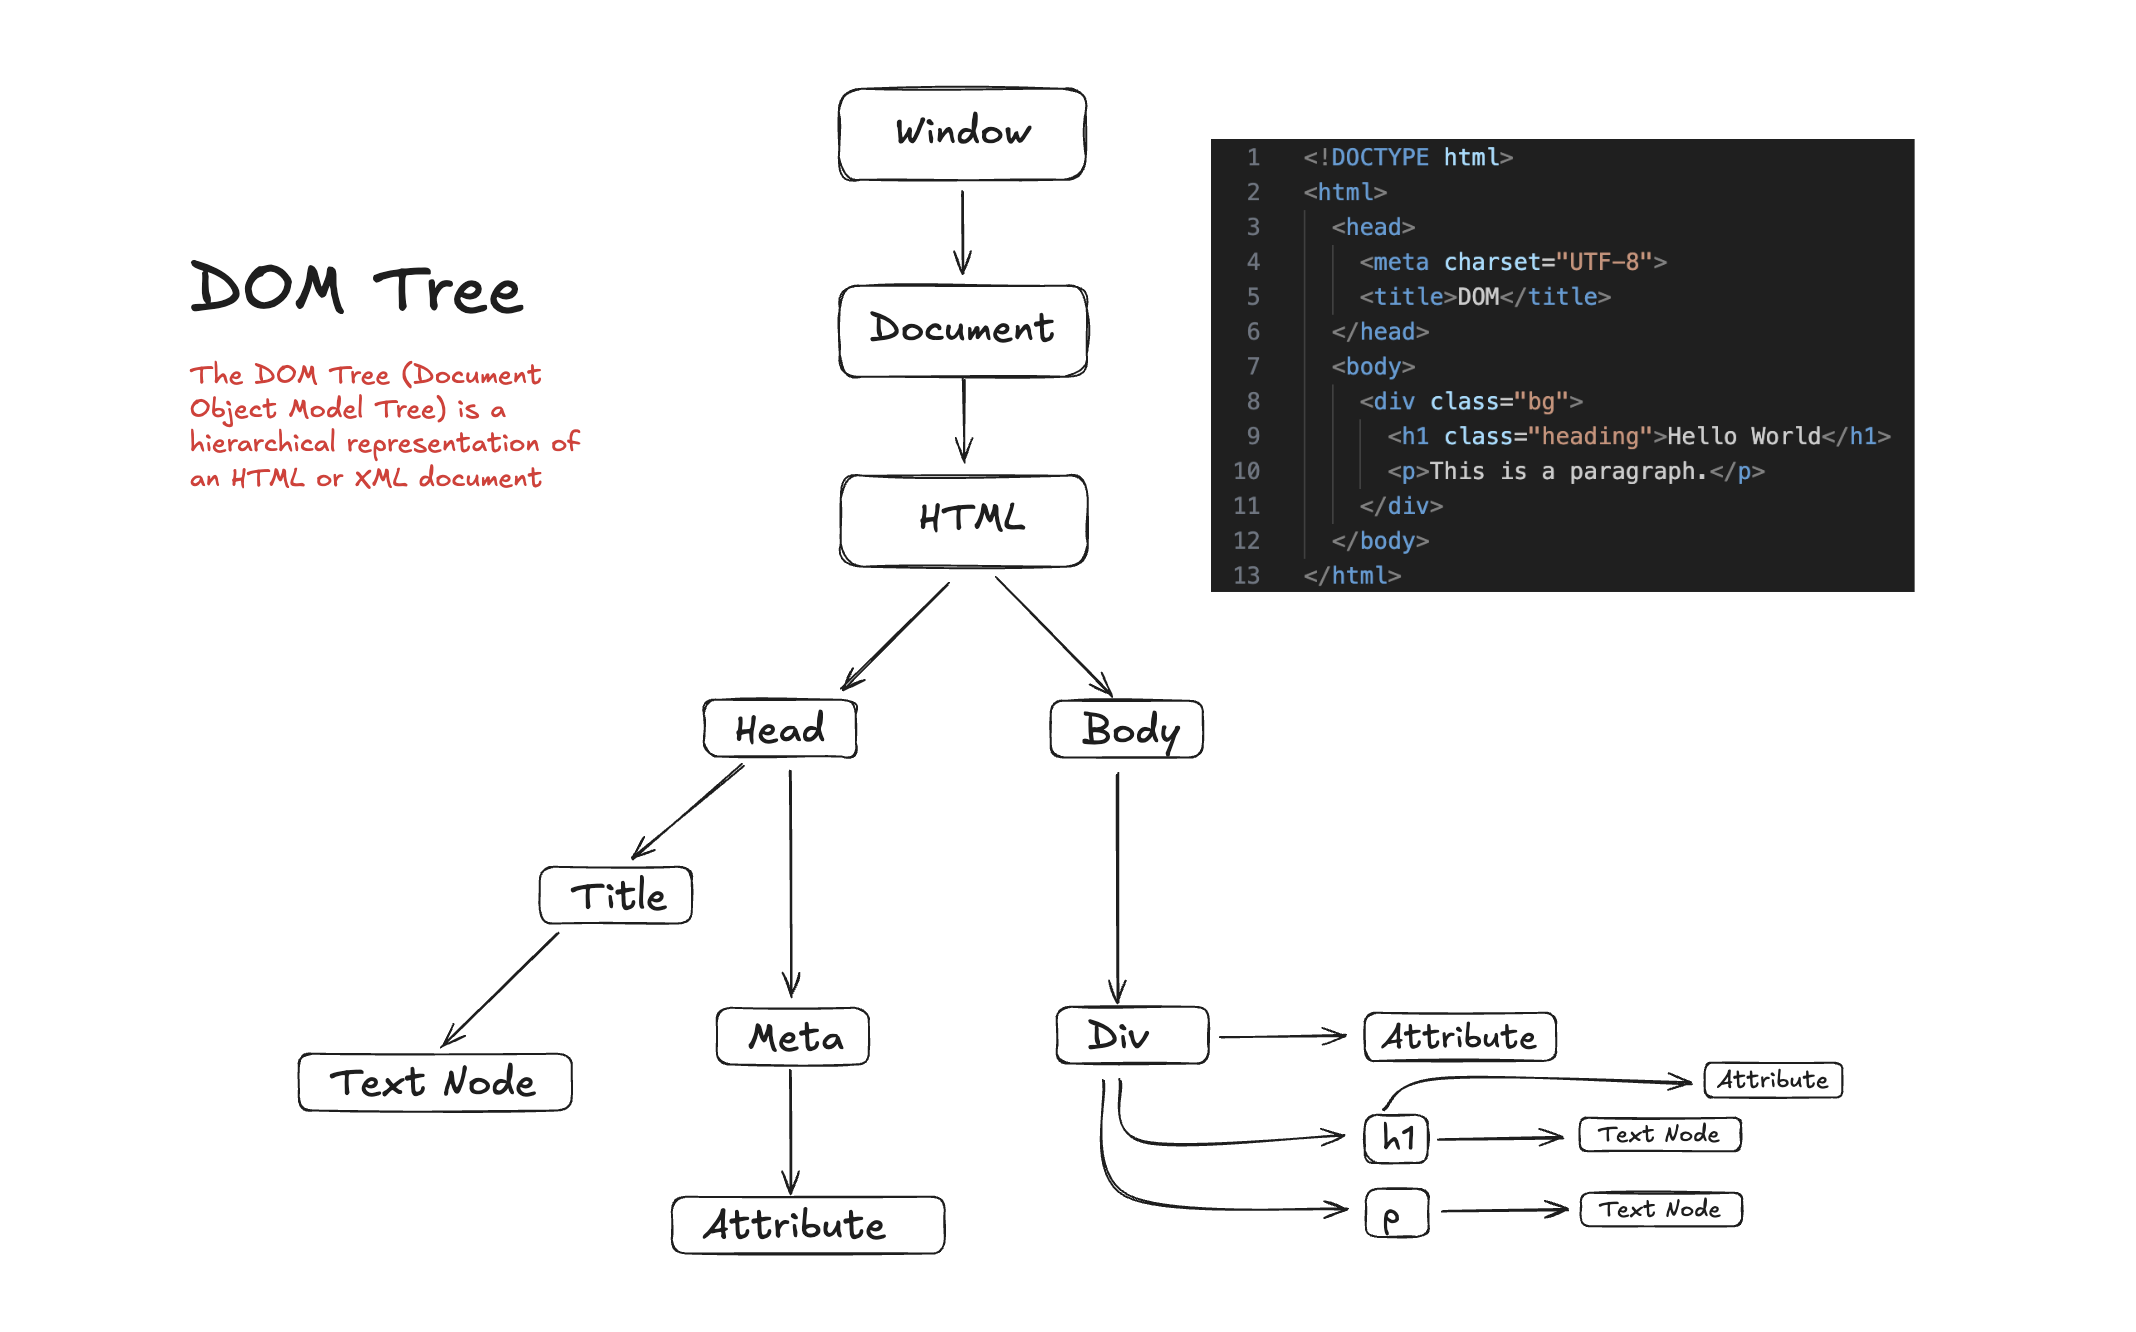 DOM Tree
The DOM Tree (Document
Object Model Tree) is a
hierarchical representation of
an HTML or XML document
Window
Document
HTML
1 <!DOCTYPE html>
2 <html>
3 <head>
4 <meta charset="UTF-8">
5 <title>DOM</title>
6 </head>
7 <body>
8 <div class="bg">
9 <h1 class="heading">Hello World</h1>
10 <p>This is a paragraph.</p>
11 </div>
12 </body>
13 </html>
Head
Body
Title
Text Node
Meta
Attribute
Div
Attribute
Attribute
h1
Text Node
p
Text Node